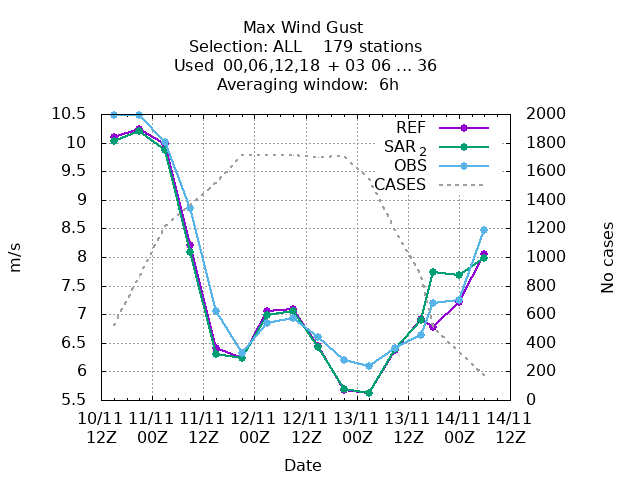 Max Wind Gust
Selection: ALL    179 stations
Used 00,06,12,18 + 03 06 ... 36
Averaging window:  6h
10.5
10
9.5
9
8.5
8
7.5
7
6.5
6
5.5
m/s
REF
SAR 2
OBS
CASES
2000
1800
1600
1400
1200
1000
800
600
400
200
0
No cases
10/11 11/11 11/11 12/11 12/11 13/11 13/11 14/11 14/11
12Z 00Z 12Z 00Z 12Z 00Z 12Z 00Z 12Z
Date